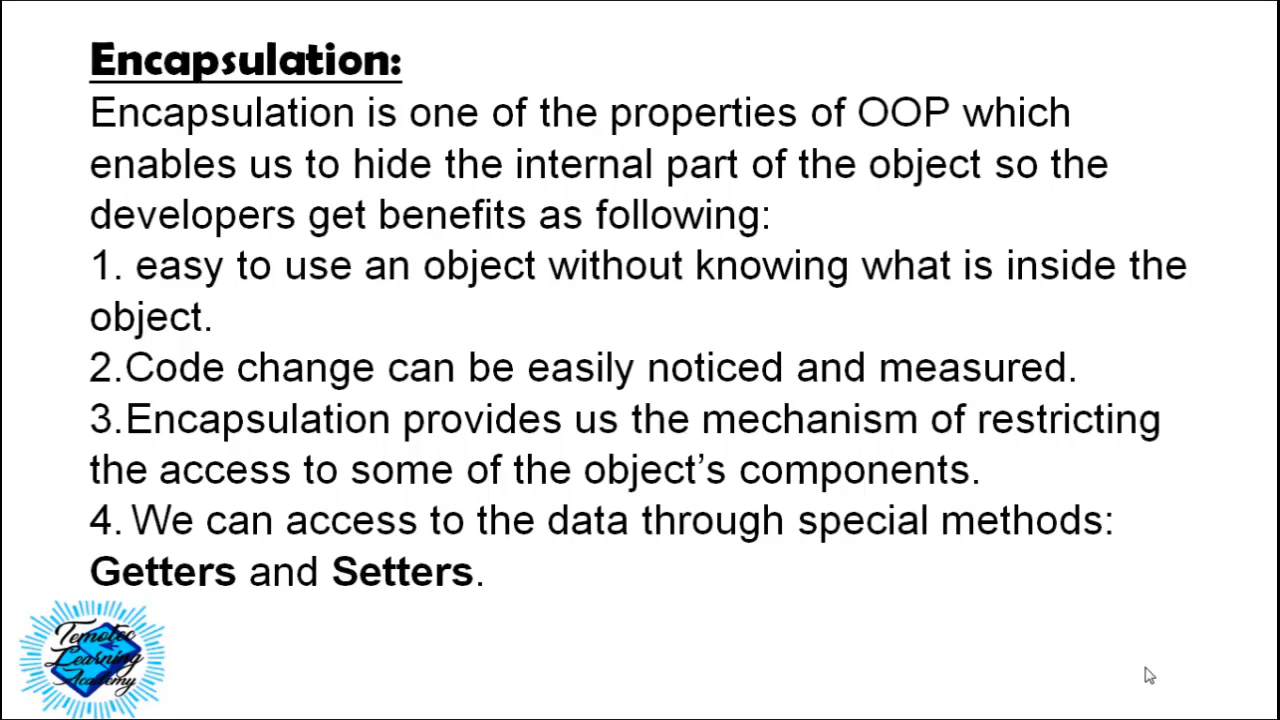 Encapsulation:
Encapsulation is one of the properties of OOP which
enables us to hide the internal part of the object so the
developers get benefits as following:
1. easy to use an object without knowing what is inside the
object.
2.Code change can be easily noticed and measured.
3.Encapsulation provides us the mechanism of restricting
the access to some of the object’s components.
4. We can access to the data through special methods:
Getters and Setters.
Temotec
Learning
Academy